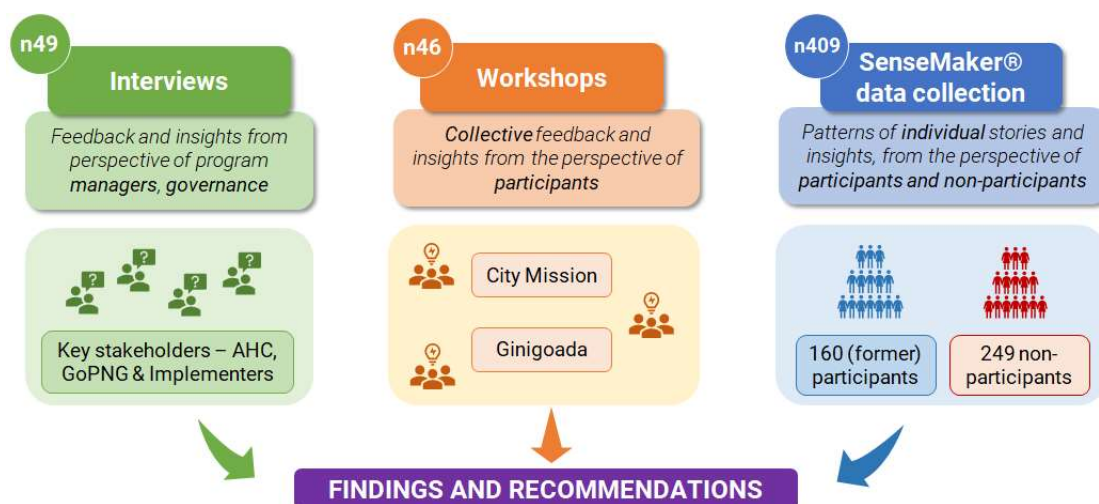 n49
Interviews
Feedback and insights from
perspective of program
managers, governance
? ? ? ?
Key stakeholders – AHC,
GoPNG & Implementers
n46
Workshops
Collective feedback and
insights from the perspective of
participants
City Mission
Ginigoada
n409
SenseMaker®
data collection
Patterns of individual stories and
insights, from the perspective of
participants and non-participants
160 (former)
participants
249 non-
participants
FINDINGS AND RECOMMENDATIONS